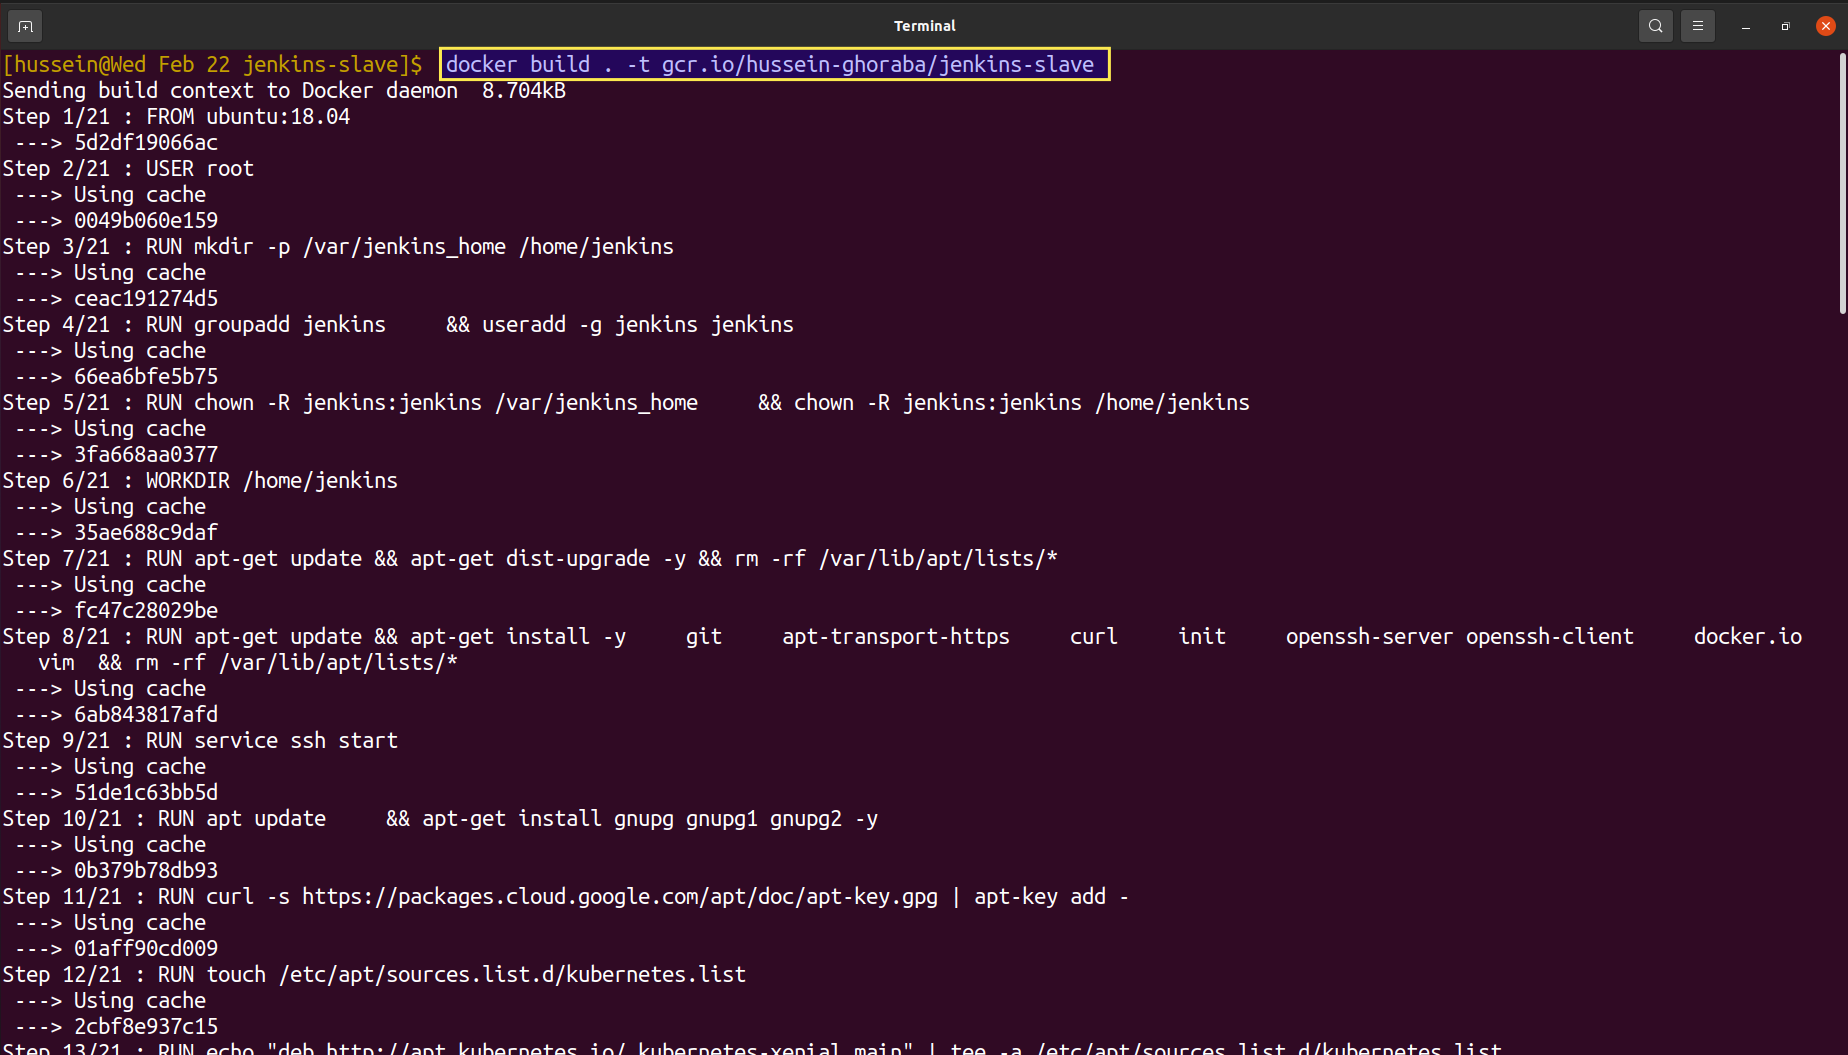 Terminal
[hussein@Wed Feb 22 jenkins-slave]$ docker build . -t gcr.io/hussein-ghoraba/jenkins-slave
Sending build context to Docker daemon  8.704kB
Step 1/21 : FROM ubuntu:18.04
 ---> 5d2df19066ac
Step 2/21 : USER root
 ---> Using cache
 ---> 0049b060e159
Step 3/21 : RUN mkdir -p /var/jenkins_home /home/jenkins
 ---> Using cache
 ---> ceac191274d5
Step 4/21 : RUN groupadd jenkins     && useradd -g jenkins jenkins
 ---> Using cache
 ---> 66ea6bfe5b75
Step 5/21 : RUN chown -R jenkins:jenkins /var/jenkins_home     && chown -R jenkins:jenkins /home/jenkins
 ---> Using cache
 ---> 3fa668aa0377
Step 6/21 : WORKDIR /home/jenkins
 ---> Using cache
 ---> 35ae688c9daf
Step 7/21 : RUN apt-get update && apt-get dist-upgrade -y && rm -rf /var/lib/apt/lists/*
 ---> Using cache
 ---> fc47c28029be
Step 8/21 : RUN apt-get update && apt-get install -y     git     apt-transport-https     curl     init     openssh-server openssh-client     docker.io
   vim  && rm -rf /var/lib/apt/lists/*
 ---> Using cache
 ---> 6ab843817afd
Step 9/21 : RUN service ssh start
 ---> Using cache
 ---> 51de1c63bb5d
Step 10/21 : RUN apt update     && apt-get install gnupg gnupg1 gnupg2 -y
 ---> Using cache
 ---> 0b379b78db93
Step 11/21 : RUN curl -s https://packages.cloud.google.com/apt/doc/apt-key.gpg | apt-key add -
 ---> Using cache
 ---> 01aff90cd009
Step 12/21 : RUN touch /etc/apt/sources.list.d/kubernetes.list
 ---> Using cache
 ---> 2cbf8e937c15
Step 13/21 : RUN echo "deb http://apt.kubernetes.io/ kubernetes-xenial main" | tee -a /etc/apt/sources.list.d/kubernetes.list